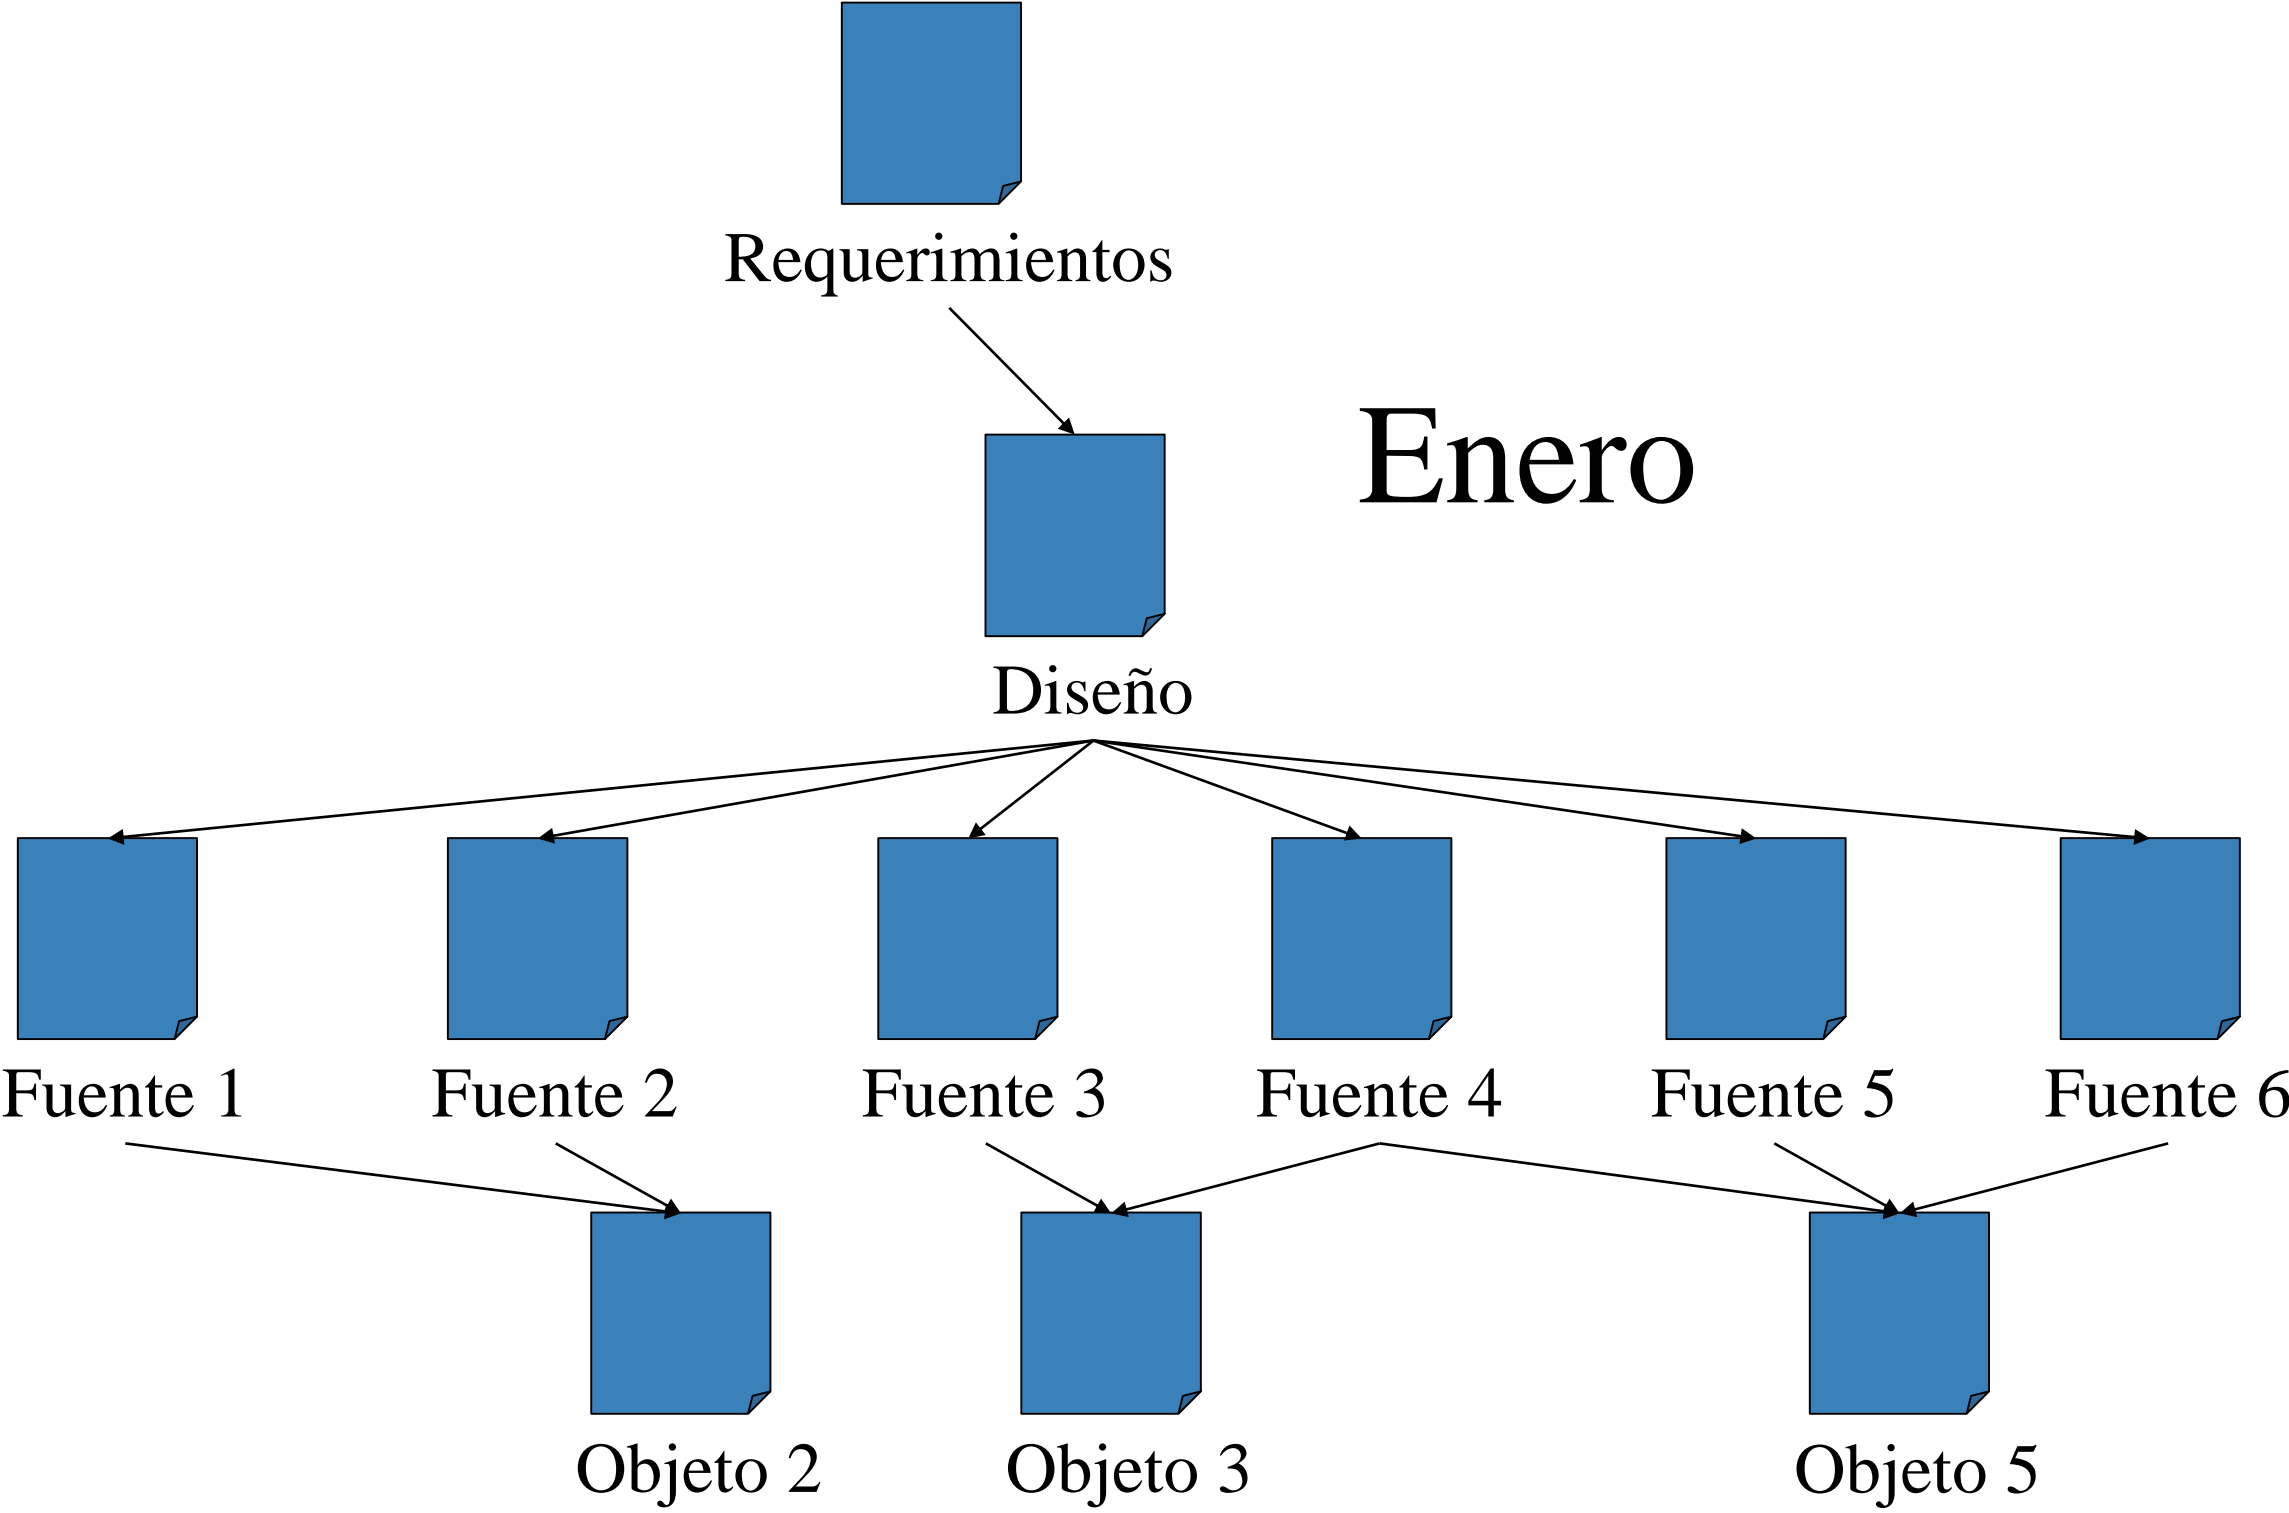 Requerimientos
Enero
Diseño
Fuente 1
Fuente 2
Fuente 3
Fuente 4
Fuente 5
Fuente 6
Objeto 2
Objeto 3
Objeto 5